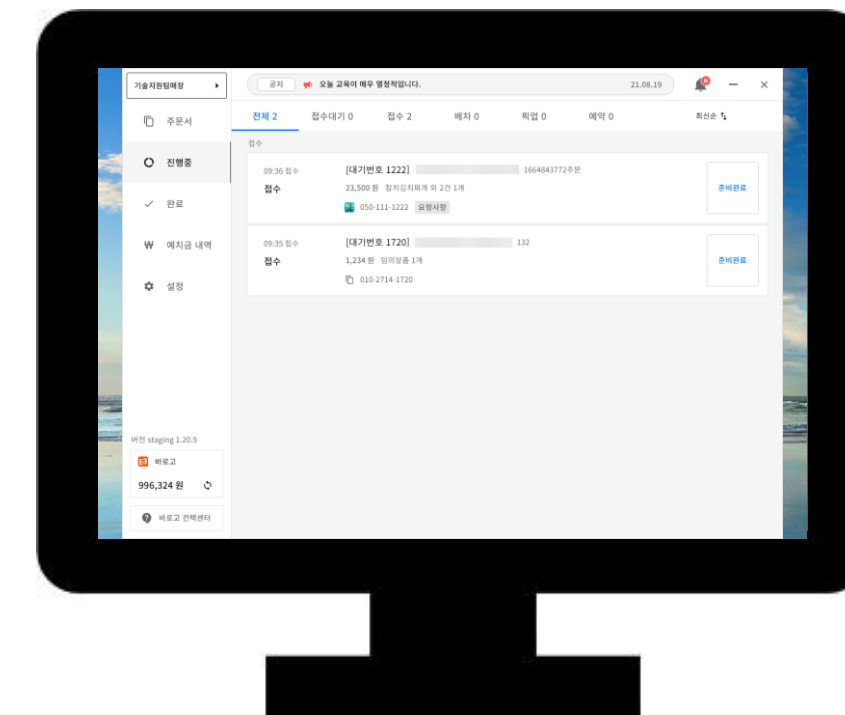 기술지원팀매장
공지 오늘 교육이 매우 열정적입니다. 21.08.19
주문서
진행중
완료
₩ 예치금 내역
설정
버전 staging 1.20.9
바로고
996,324 원
바로고 컨택센터
전체 2 접수대기 0 접수 2 배차 0 픽업 0 예약 0 최신순
접수
09:36 접수 [대기번호 1222] 1664843772주문
접수 23,500 원 참치김치찌개 외 2건 1개 준비완료
050-111-1222 요청사항
09:35 접수 [대기번호 1720] 132
접수 1,234 원 임의상품 1개 준비완료
010-2714-1720